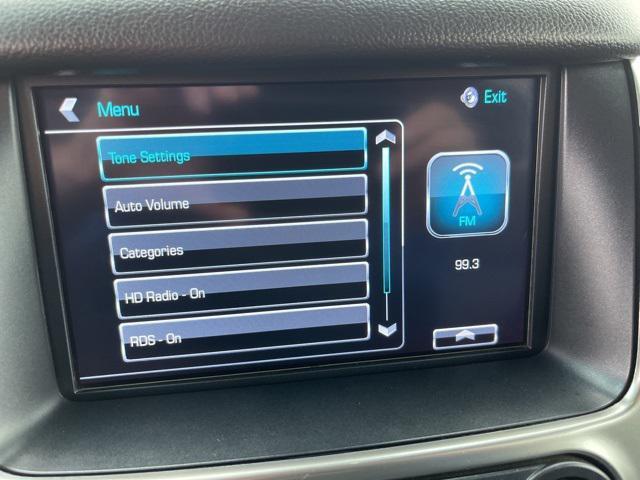 Menu
Exit
Tone Settings
Auto Volume
Categories
HD Radio - On
RDS - On
FM
99.3